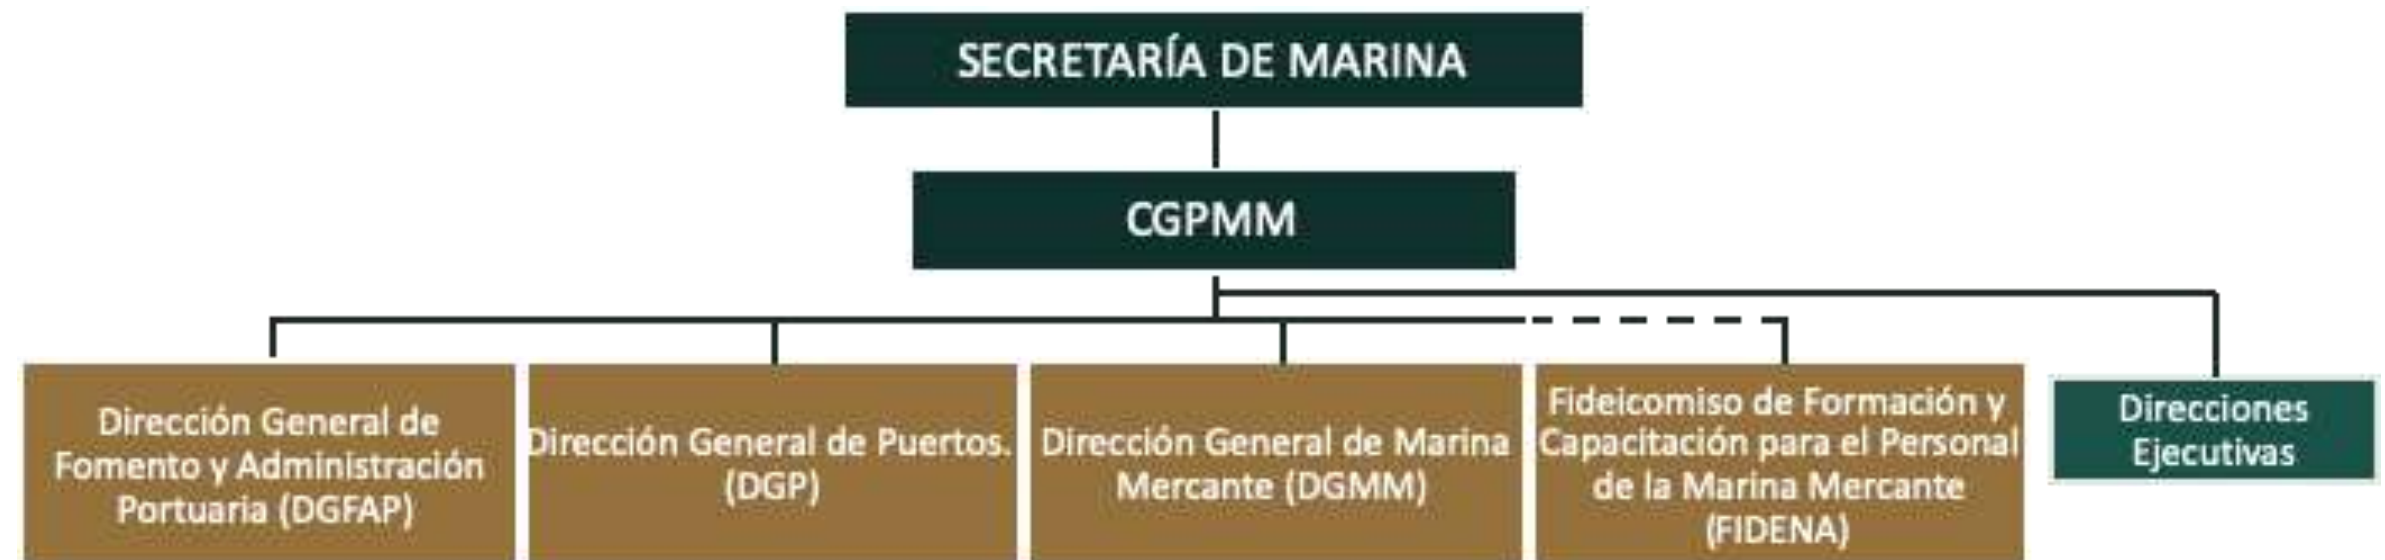 SECRETARÍA DE MARINA
CGPMM
Dirección General de
Fomento y Administración
Portuaria (DGFAP)
Dirección General de Puertos.
(DGP)
Dirección General de Marina
Mercante (DGMM)
Fideicomiso de Formación y
Capacitación para el Personal
de la Marina Mercante
(FIDENA)
Direcciones
Ejecutivas